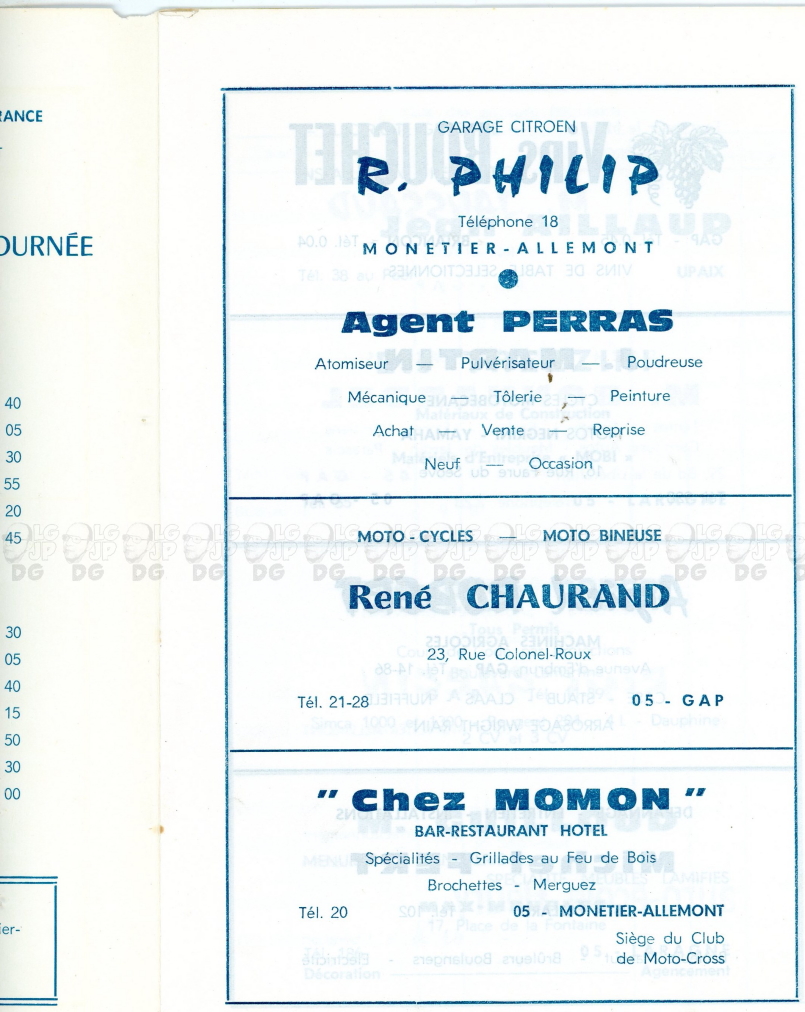 RANCE
OURNÉE
40
05
30
55
20
45
30
05
40
15
50
30
00
ier-
GARAGE CITROEN
R. PHILIP
Téléphone 18
MONETIER-ALLEMONT
Agent PERRAS
Atomiseur — Pulvérisateur — Poudreuse
Mécanique — Tôlerie — Peinture
Achat — Vente — Reprise
Neuf — Occasion
MOTO-CYCLES — MOTO BINEUSE
René CHAURAND
23, Rue Colonel-Roux
Tél. 21-28 05 - GAP
"Chez MOMON"
BAR-RESTAURANT HOTEL
Spécialités - Grillades au Feu de Bois
Brochettes - Merguez
Tél. 20 05 - MONETIER-ALLEMONT
Siège du Club
de Moto-Cross